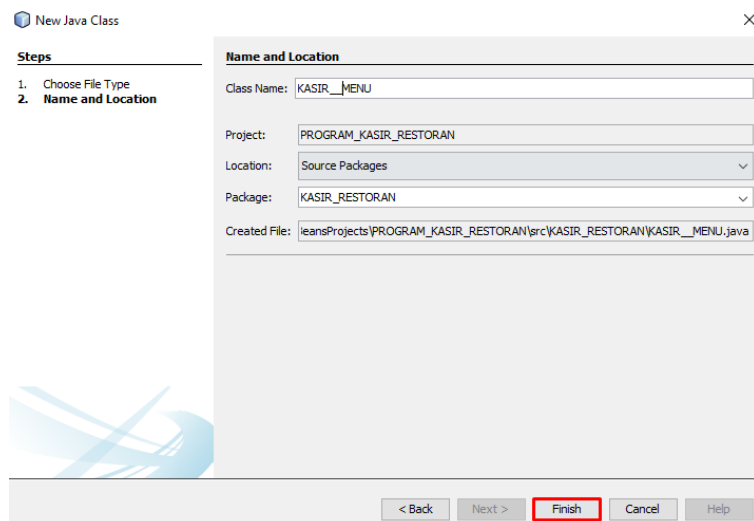 New Java Class
Steps
1. Choose File Type
2. Name and Location
Name and Location
Class Name: KASIR__MENU
Project: PROGRAM_KASIR_RESTORAN
Location: Source Packages
Package: KASIR_RESTORAN
Created File: leansProjects\PROGRAM_KASIR_RESTORAN\src\KASIR_RESTORAN\KASIR__MENU.java
< Back Next > Finish Cancel Help